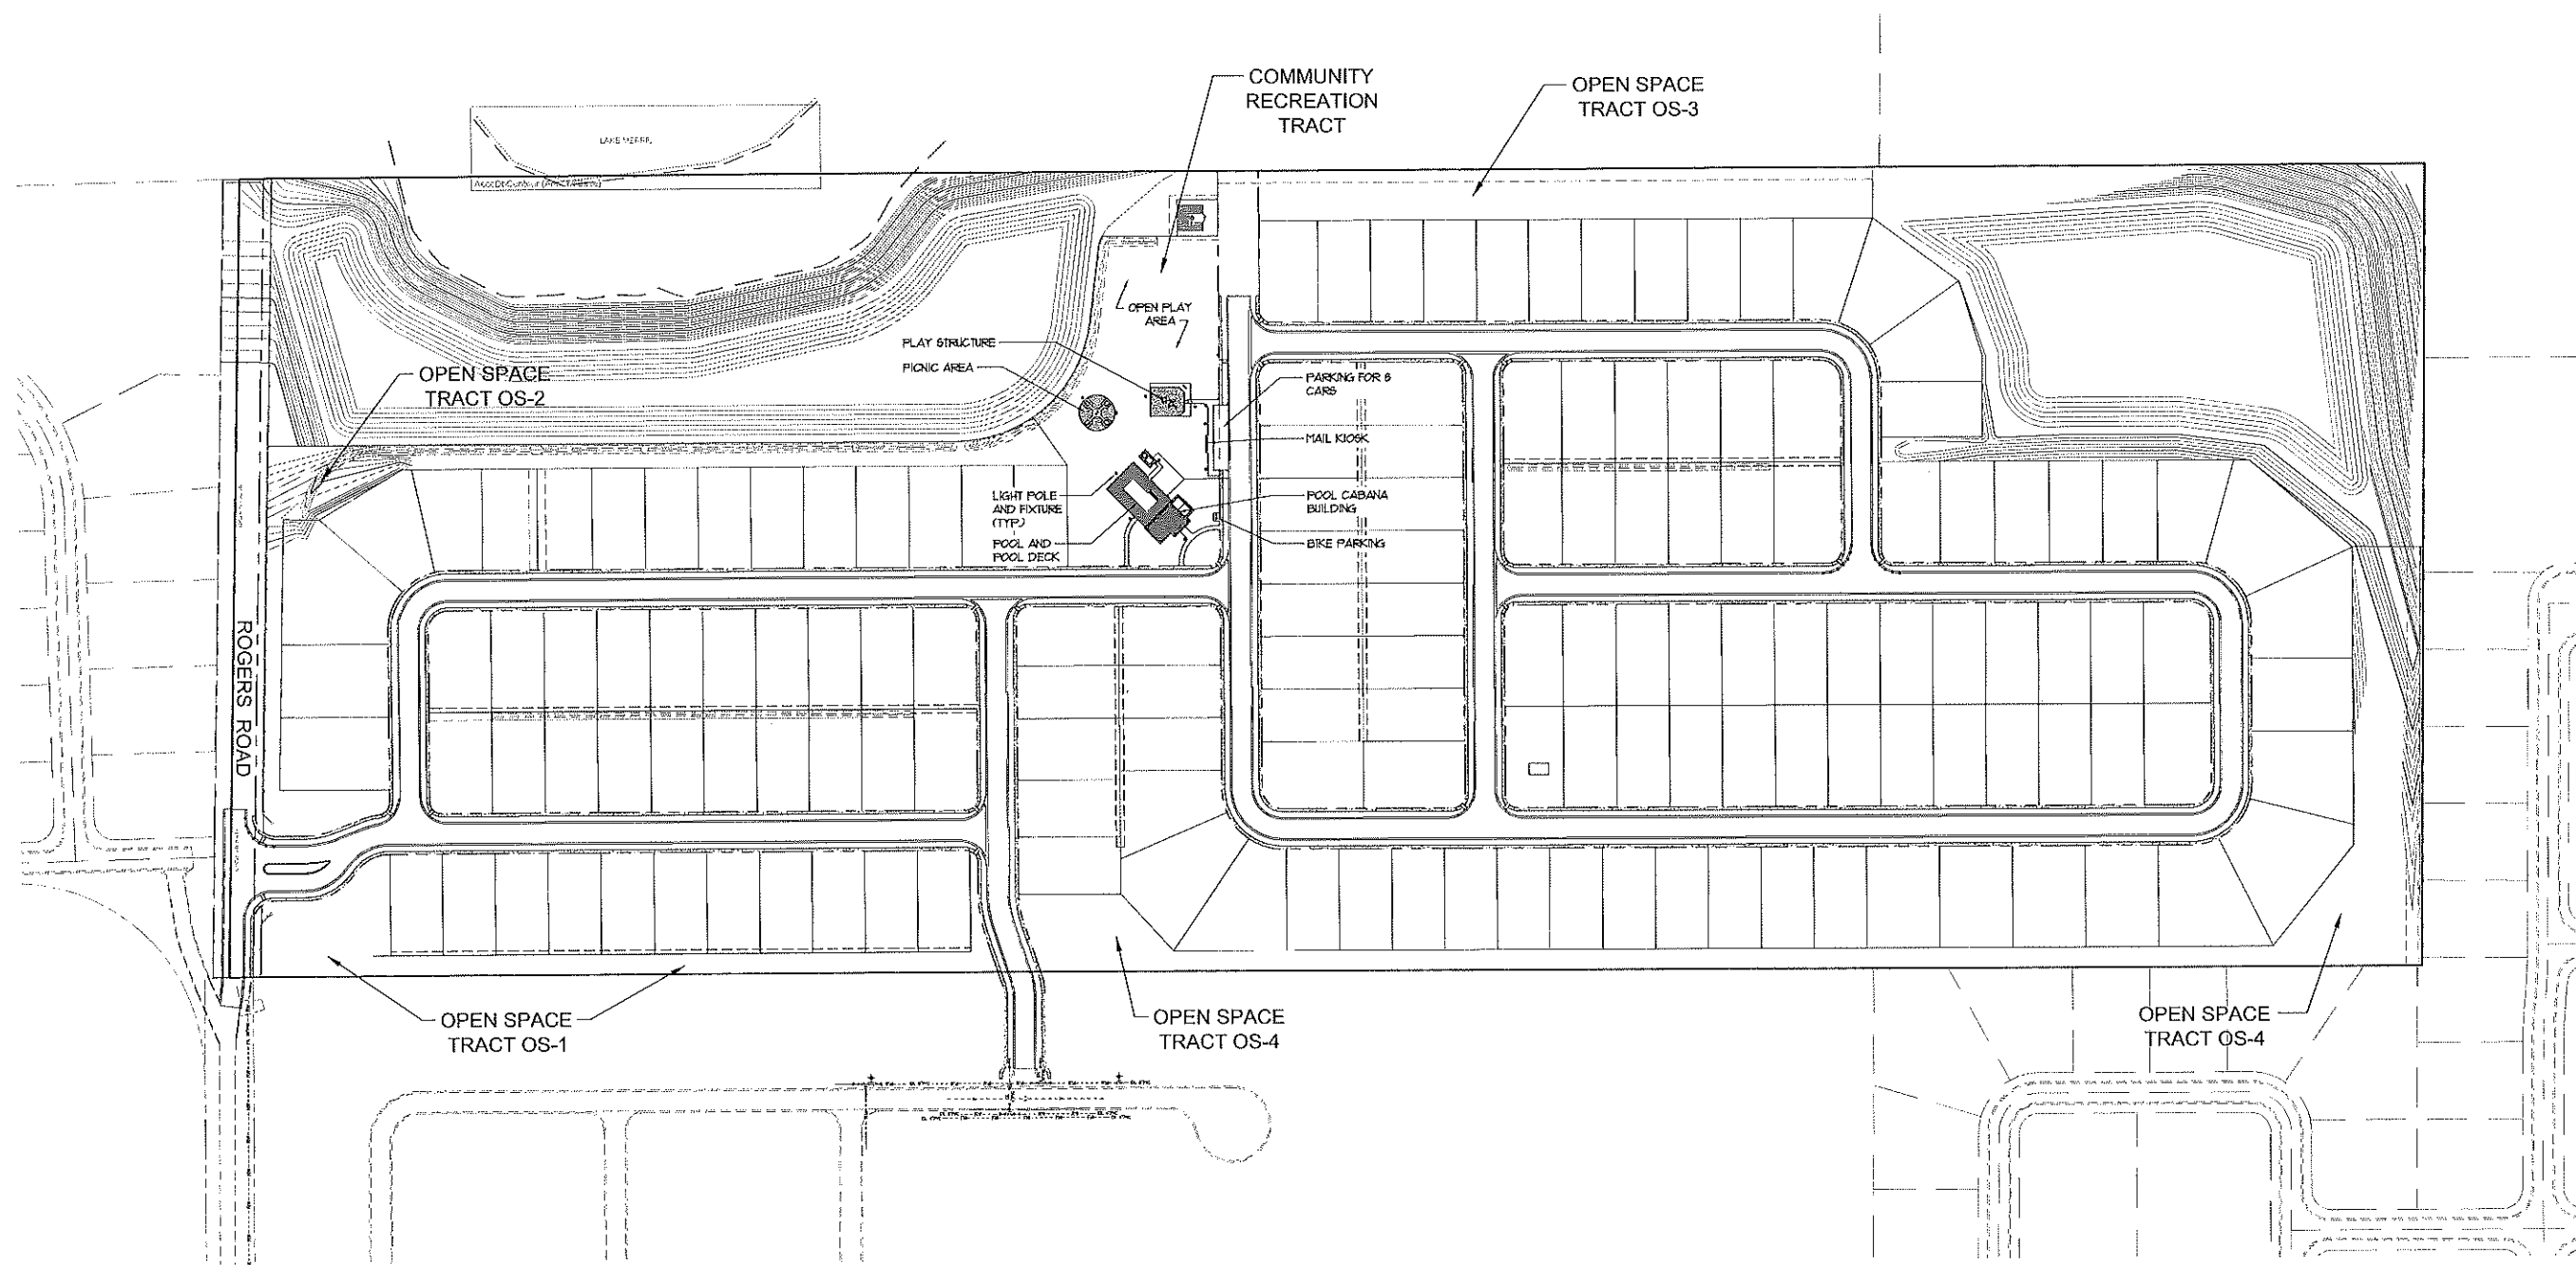 COMMUNITY
RECREATION
TRACT
OPEN SPACE
TRACT OS-3
OPEN PLAY
AREA
PLAY STRUCTURE
PICNIC AREA
OPEN SPACE
TRACT OS-2
MAIL KIOSK
LIGHT POLE
AND FIXTURE
(TYP.)
POOL AND
POOL DECK
POOL CABANA
BUILDING
BIKE PARKING
ROGERS ROAD
OPEN SPACE
TRACT OS-1
OPEN SPACE
TRACT OS-4
OPEN SPACE
TRACT OS-4
PARKING FOR
CARS